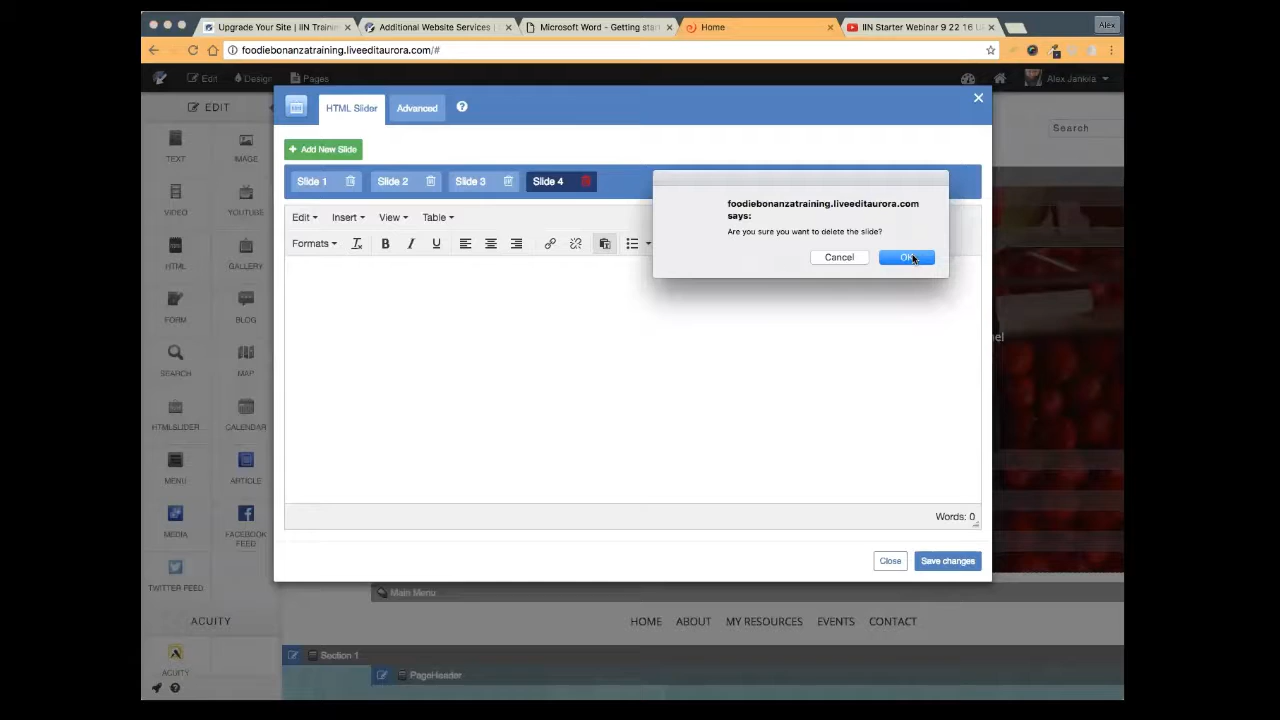 Upgrade Your Site | IIN Trainin
Additional Website Services |
Microsoft Word - Getting start
Home
IIN Starter Webinar 9 22 16 U
Alex
foodiebonanzatraining.liveeditaurora.com/#
Edit
Design
Pages
Alex Jankra
EDIT
HTML Slider
Advanced
Search
TEXT
IMAGE
Add New Slide
Slide 1
Slide 2
Slide 3
Slide 4
foodiebonanzatraining.liveeditaurora.com
says:
Are you sure you want to delete the slide?
Cancel
OK
VIDEO
YOUTUBE
Edit
Insert
View
Table
Formats
HTML
GALLERY
FORM
BLOG
SEARCH
MAP
HTMLSLIDER
CALENDAR
MENU
ARTICLE
MEDIA
FACEBOOK
FEED
Words: 0
Close
Save changes
TWITTER FEED
Main Menu
ACUITY
HOME
ABOUT
MY RESOURCES
EVENTS
CONTACT
Section 1
ACUITY
PageHeader